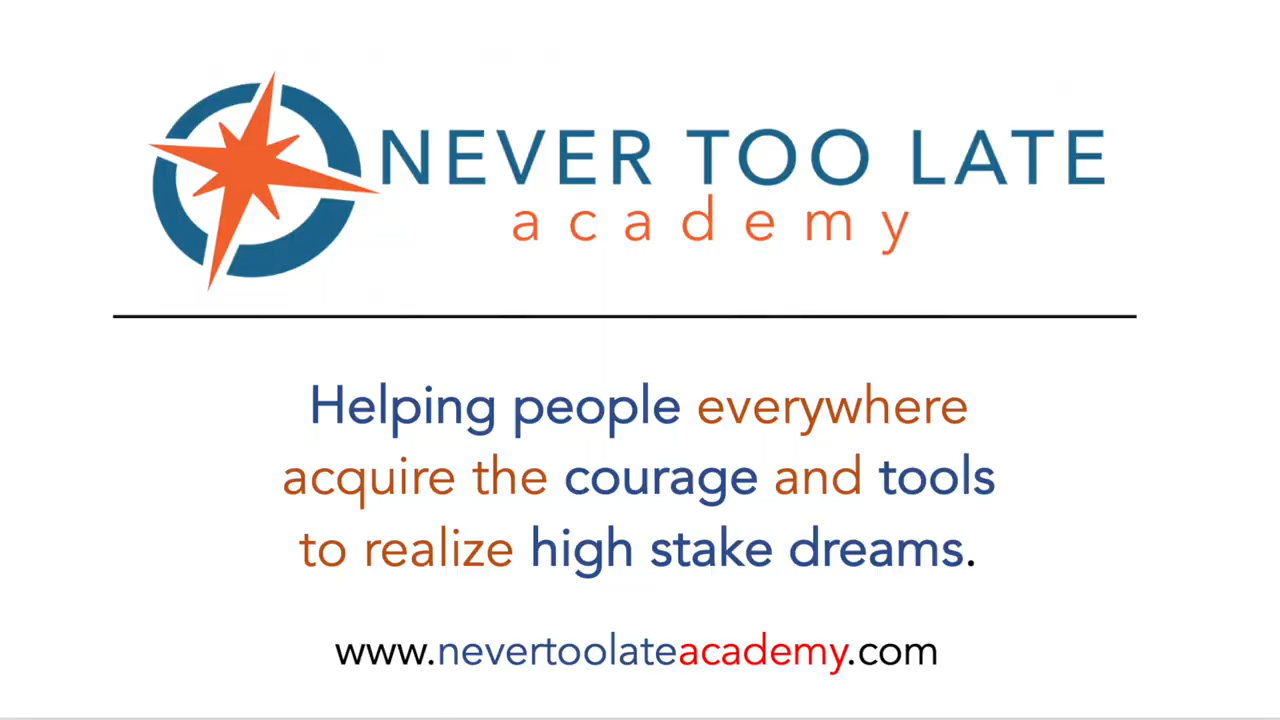 NEVER TOO LATE
academy
Helping people everywhere
acquire the courage and tools
to realize high stake dreams.
www.nevertoolateacademy.com